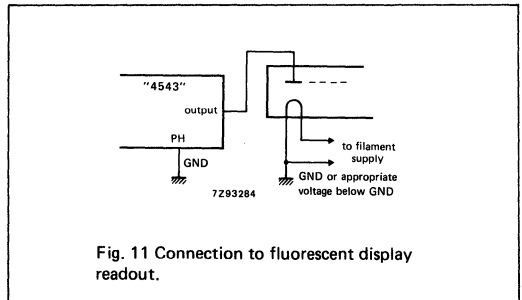 "4543"
output
PH
GND
to filament
supply
GND or appropriate
voltage below GND
7Z93284
Fig. 11 Connection to fluorescent display
readout.